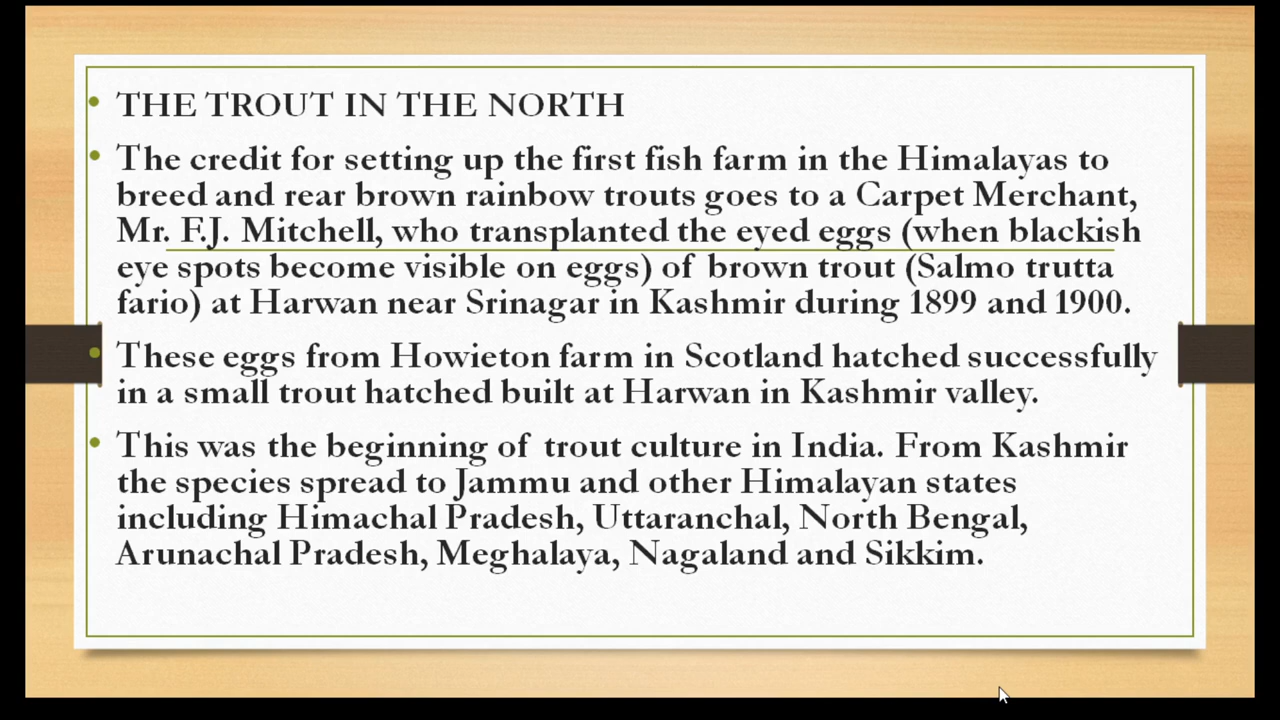 THE TROUT IN THE NORTH
The credit for setting up the first fish farm in the Himalayas to
breed and rear brown rainbow trouts goes to a Carpet Merchant,
Mr. F.J. Mitchell, who transplanted the eyed eggs (when blackish
eye spots become visible on eggs) of brown trout (Salmo trutta
fario) at Harwan near Srinagar in Kashmir during 1899 and 1900.
These eggs from Howieton farm in Scotland hatched successfully
in a small trout hatched built at Harwan in Kashmir valley.
This was the beginning of trout culture in India. From Kashmir
the species spread to Jammu and other Himalayan states
including Himachal Pradesh, Uttaranchal, North Bengal,
Arunachal Pradesh, Meghalaya, Nagaland and Sikkim.